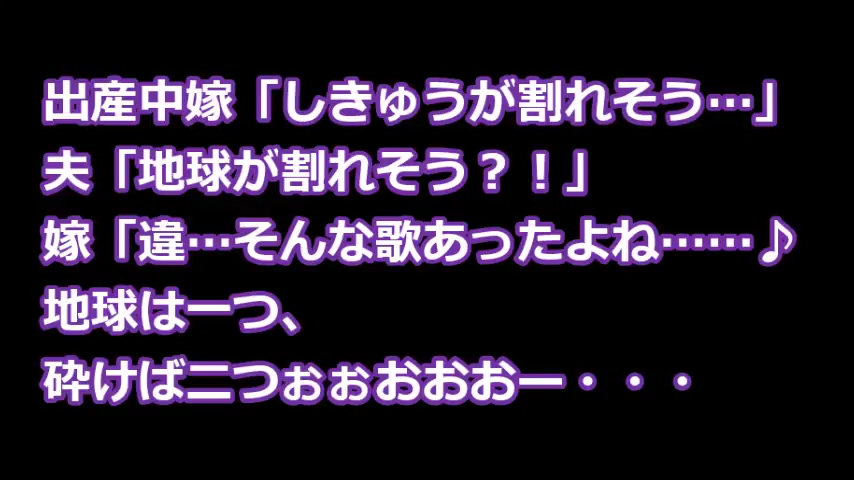 出産中嫁「しきゅうが割れそう…」
夫「地球が割れそう?!」
嫁「違…そんな歌あったよね……♪
地球は一つ、
砕けば二つぉぉおおおー・・・